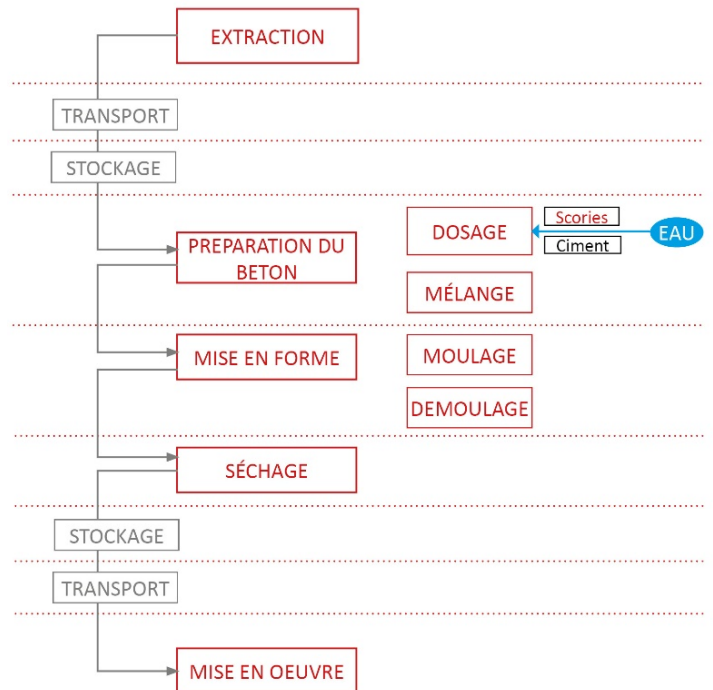 EXTRACTION
TRANSPORT
STOCKAGE
PREPARATION DU
BETON
DOSAGE
Scories
Ciment
EAU
MÉLANGE
MISE EN FORME
MOULAGE
DEMOULAGE
SÉCHAGE
STOCKAGE
TRANSPORT
MISE EN OEUVRE